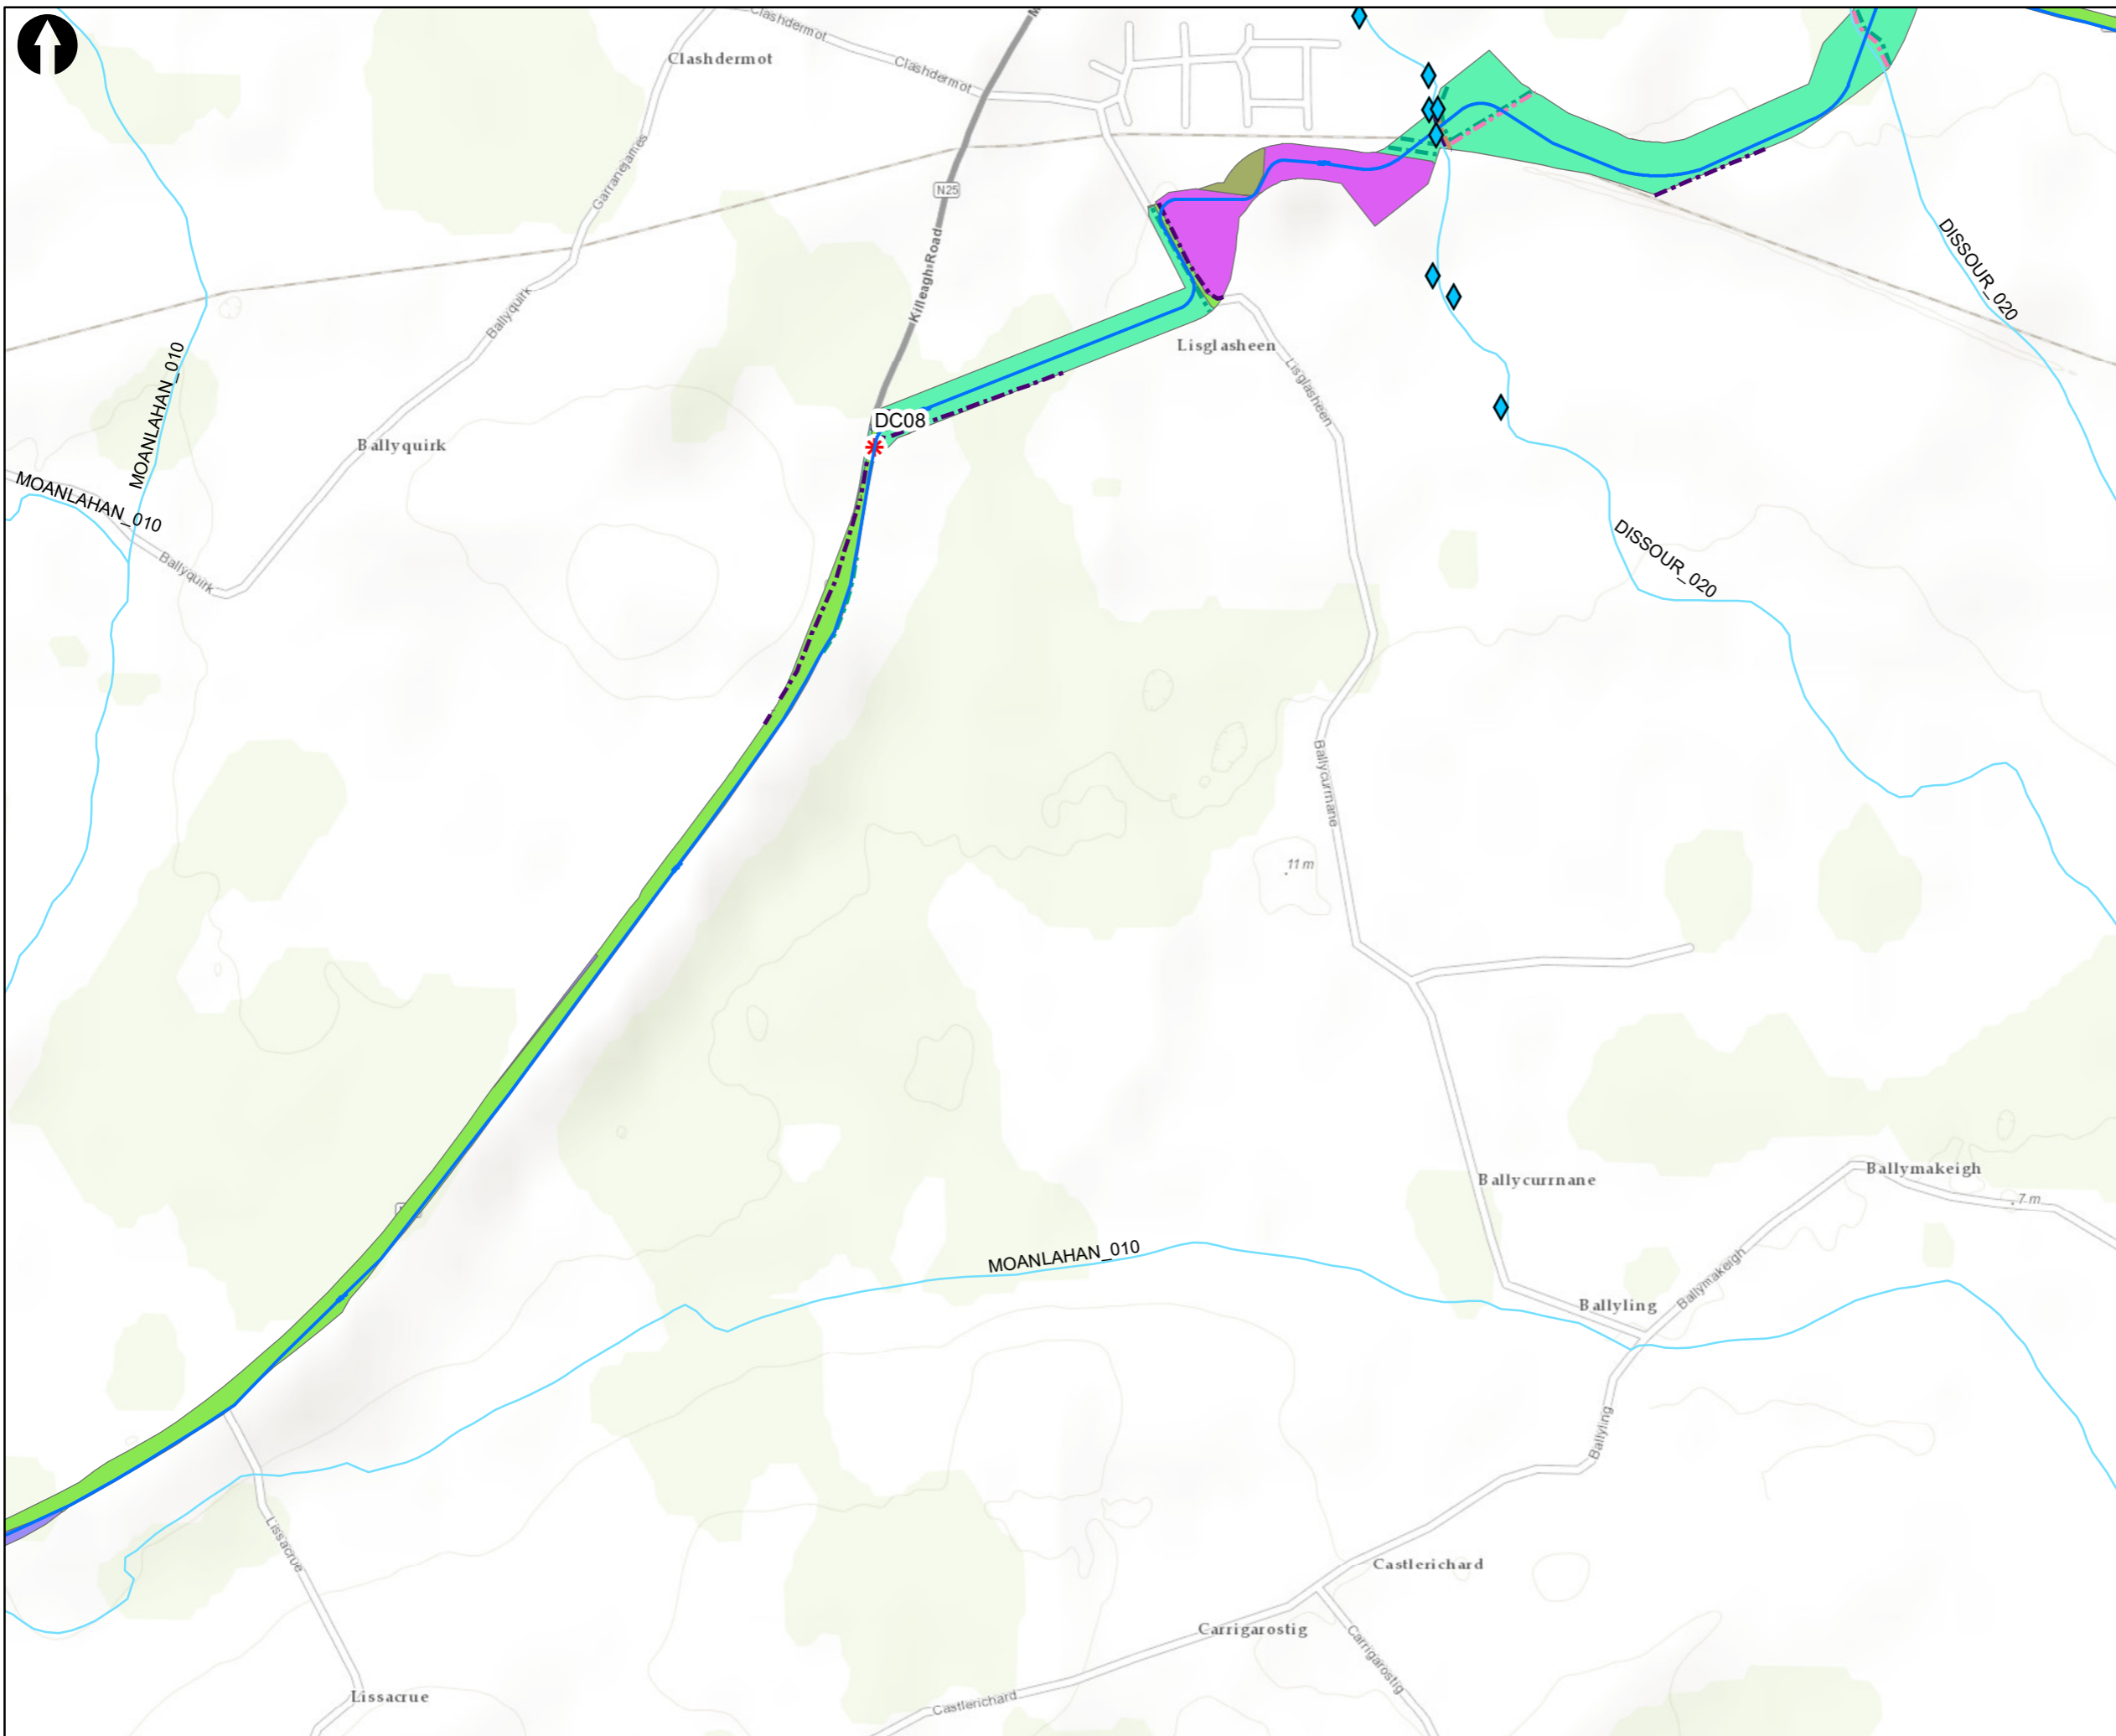 Clashdermot
Clashdermot
Clashdermot
Garranejames
N25
Killeagh Road
DISSOUR_020
Ballyquirk
MOANLAHAN_010
Lisglasheen
Lisglasheen
DC08
Ballyquirk
MOANLAHAN_010
Ballyquirk
DISSOUR_020
Ballycurrnane
11 m
Ballycurrnane
Ballymakeigh
7 m
MOANLAHAN_010
Ballymakeigh
Ballyling
Ballyling
Lissacrue
Castlerichard
Carrigarostig
Carrigarostig
Lissacrue
Castlerichard